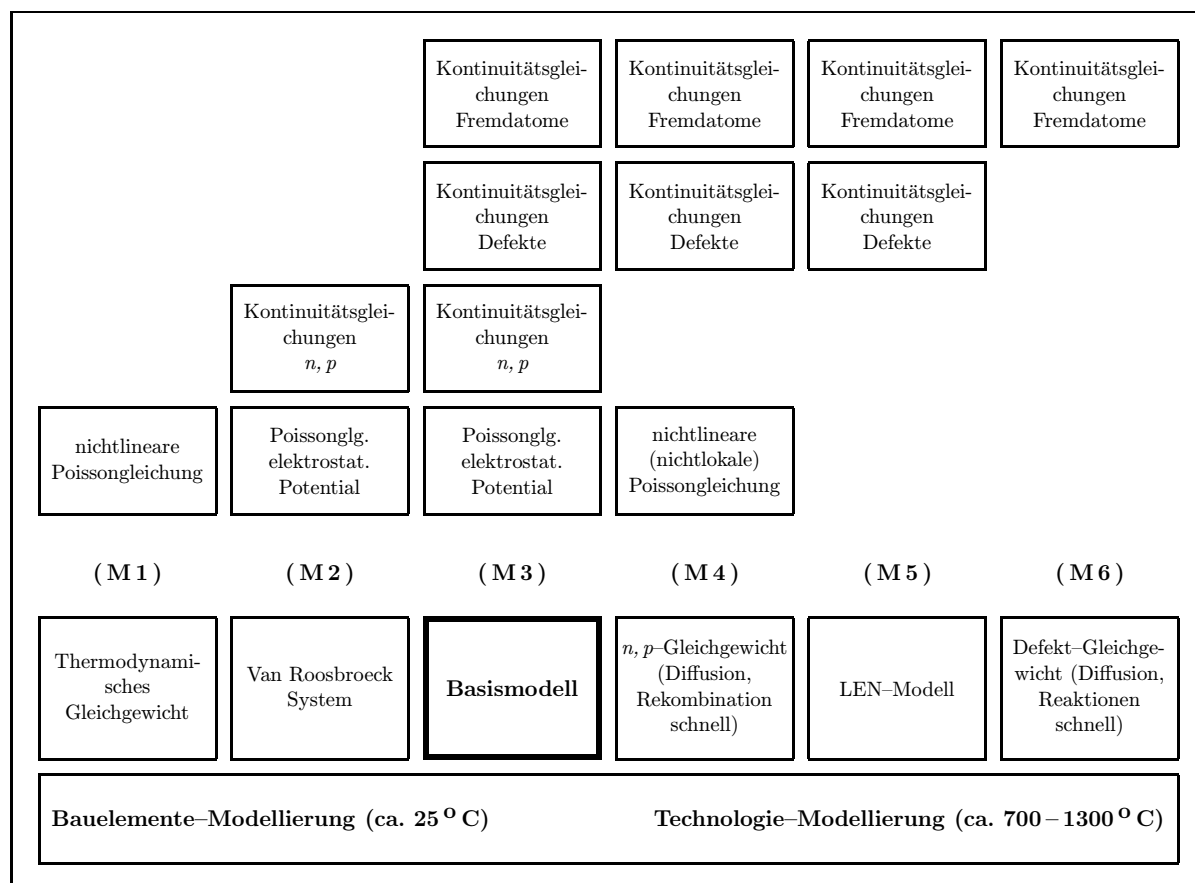 Kontinuitätsglei-
chungen
Fremdatome
Kontinuitätsglei-
chungen
Fremdatome
Kontinuitätsglei-
chungen
Fremdatome
Kontinuitätsglei-
chungen
Fremdatome
Kontinuitätsglei-
chungen
Defekte
Kontinuitätsglei-
chungen
Defekte
Kontinuitätsglei-
chungen
Defekte
Kontinuitätsglei-
chungen
n, p
Kontinuitätsglei-
chungen
n, p
nichtlineare
Poissongleichung
Poissonglg.
elektrostat.
Potential
Poissonglg.
elektrostat.
Potential
nichtlineare
(nichtlokale)
Poissongleichung
( M 1 )
( M 2 )
( M 3 )
( M 4 )
( M 5 )
( M 6 )
Thermodynami-
sches
Gleichgewicht
Van Roosbroeck
System
Basismodell
n, p–Gleichgewicht
(Diffusion,
Rekombination
schnell)
LEN–Modell
Defekt–Gleichge-
wicht (Diffusion,
Reaktionen
schnell)
Bauelemente–Modellierung (ca. 25 º C)
Technologie–Modellierung (ca. 700 – 1300 º C)